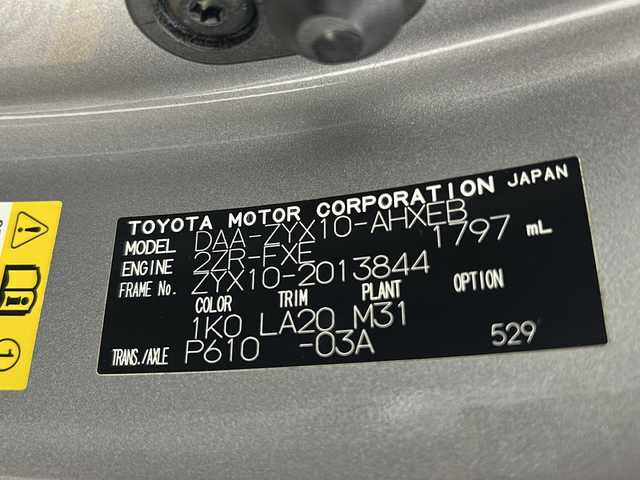 TOYOTA MOTOR CORPORATION JAPAN
MODEL DAA-ZYX10-AHXEB
ENGINE 2ZR-FXE 1797 mL
FRAME No. ZYX10-2013844
COLOR TRIM PLANT OPTION
1K0 LA20 M31
TRANS./AXLE P610 -03A 529
1